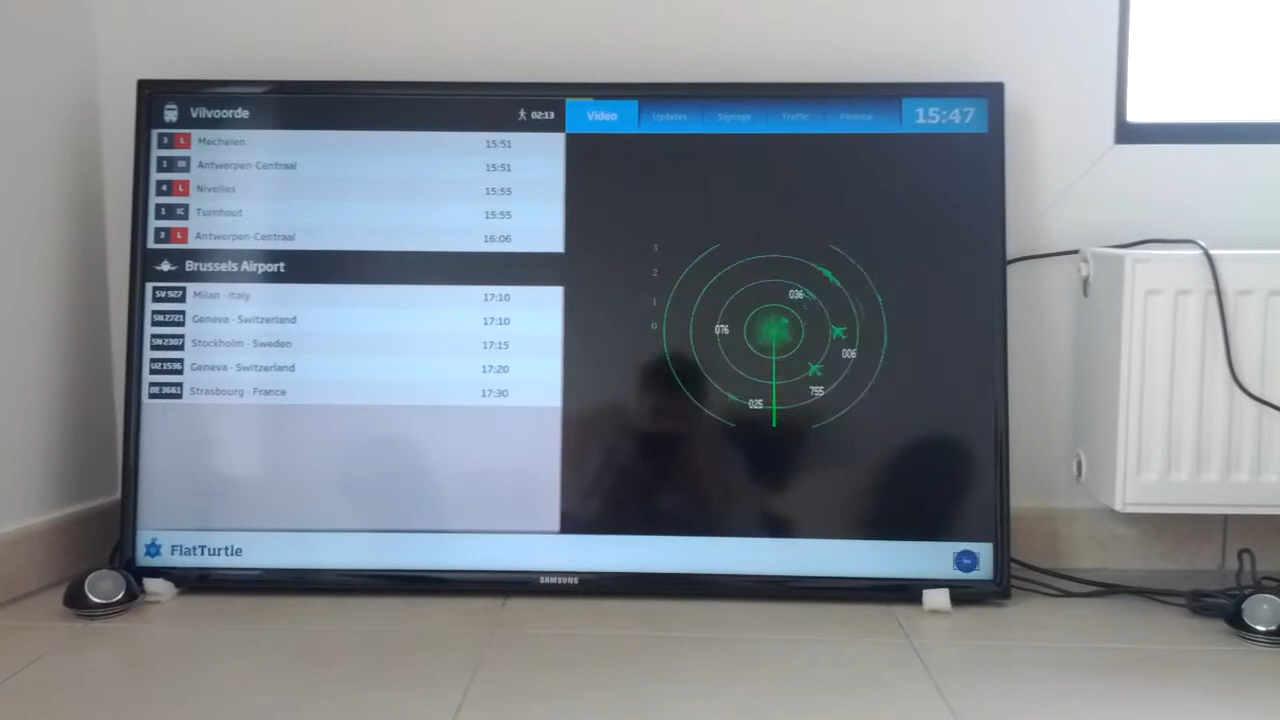 Vilvoorde 02:13
3 L Mechelen 15:51
1 IR Antwerpen-Centraal 15:51
4 L Nivelles 15:55
1 IC Turnhout 15:55
3 L Antwerpen-Centraal 16:06
Brussels Airport
SV 927 Milan - Italy 17:10
SN 2721 Geneva - Switzerland 17:10
SN 2307 Stockholm - Sweden 17:15
UZ 1536 Geneva - Switzerland 17:20
BE 3661 Strasbourg - France 17:30
Video Updates Signage Traffic Finance 15:47
3
2
1
0
036
076
006
755
025
FlatTurtle
SAMSUNG